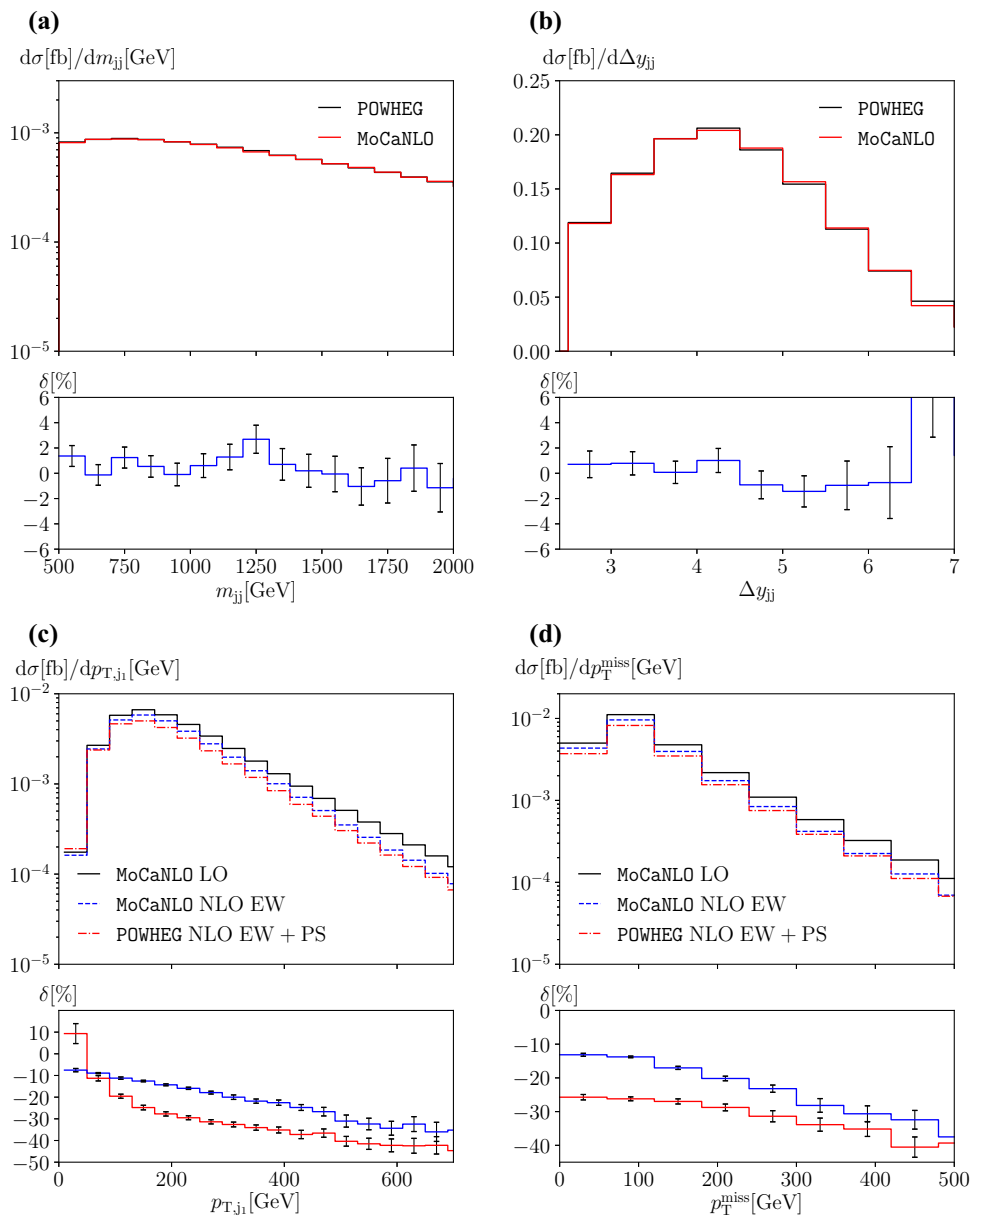 (a)
dσ[fb]/dm_jj[GeV]
10⁻³
10⁻⁴
10⁻⁵
POWHEG
MoCaNLO
δ[%]
6
4
2
0
−2
−4
−6
500 750 1000 1250 1500 1750 2000
m_jj[GeV]
(b)
dσ[fb]/dΔy_jj
0.25
0.20
0.15
0.10
0.05
0.00
POWHEG
MoCaNLO
δ[%]
6
4
2
0
−2
−4
−6
3 4 5 6 7
Δy_jj
(c)
dσ[fb]/dp_T,j₁[GeV]
10⁻²
10⁻³
10⁻⁴
10⁻⁵
MoCaNLO LO
MoCaNLO NLO EW
POWHEG NLO EW + PS
δ[%]
10
0
−10
−20
−30
−40
−50
0 200 400 600
p_T,j₁[GeV]
(d)
dσ[fb]/dp_T^miss[GeV]
10⁻²
10⁻³
10⁻⁴
10⁻⁵
MoCaNLO LO
MoCaNLO NLO EW
POWHEG NLO EW + PS
δ[%]
0
−10
−20
−30
−40
0 100 200 300 400 500
p_T^miss[GeV]